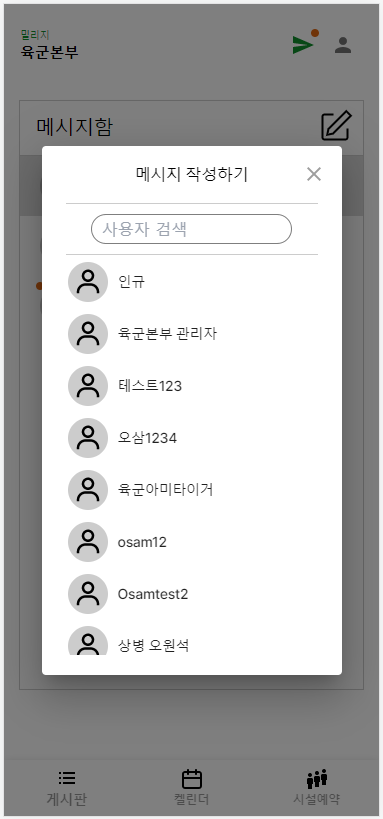 밀리지
육군본부
메시지함
메시지 작성하기
사용자 검색
인규
육군본부 관리자
테스트123
오삼1234
육군아미타이거
osam12
Osamtest2
상병 오원석
게시판
켈린더
시설예약